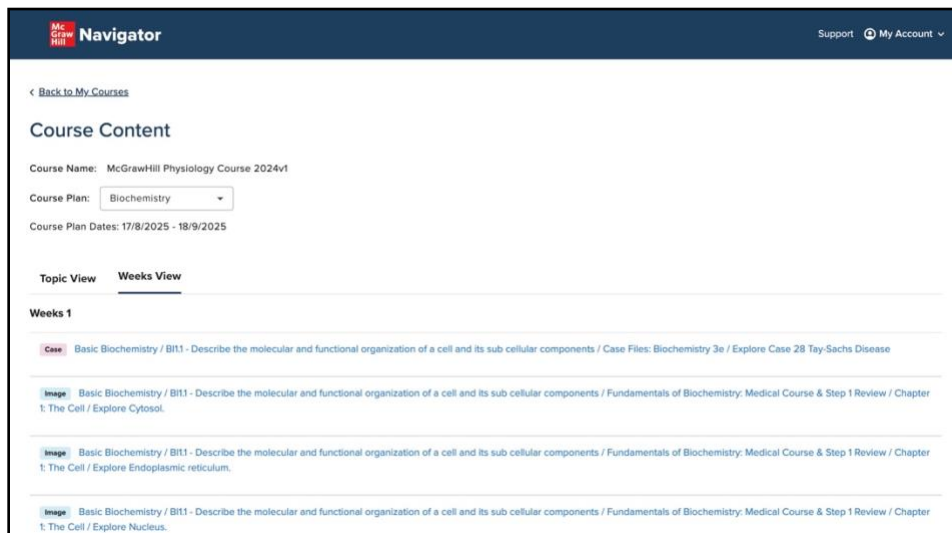 Mc
Graw
Hill
Navigator
Support My Account
< Back to My Courses
Course Content
Course Name: McGrawHill Physiology Course 2024v1
Course Plan: Biochemistry
Course Plan Dates: 17/8/2025 - 18/9/2025
Topic View Weeks View
Weeks 1
Case Basic Biochemistry / BI1.1 - Describe the molecular and functional organization of a cell and its sub cellular components / Case Files: Biochemistry 3e / Explore Case 28 Tay-Sachs Disease
Image Basic Biochemistry / BI1.1 - Describe the molecular and functional organization of a cell and its sub cellular components / Fundamentals of Biochemistry: Medical Course & Step 1 Review / Chapter
1: The Cell / Explore Cytosol.
Image Basic Biochemistry / BI1.1 - Describe the molecular and functional organization of a cell and its sub cellular components / Fundamentals of Biochemistry: Medical Course & Step 1 Review / Chapter
1: The Cell / Explore Endoplasmic reticulum.
Image Basic Biochemistry / BI1.1 - Describe the molecular and functional organization of a cell and its sub cellular components / Fundamentals of Biochemistry: Medical Course & Step 1 Review / Chapter
1: The Cell / Explore Nucleus.